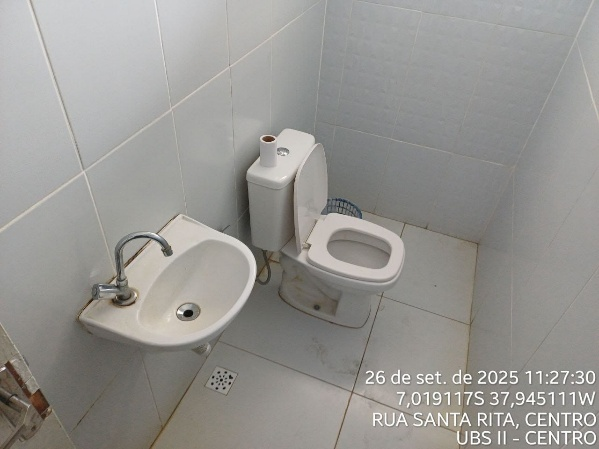 26 de set. de 2025 11:27:30
7,019117S 37,945111W
RUA SANTA RITA, CENTRO
UBS II - CENTRO